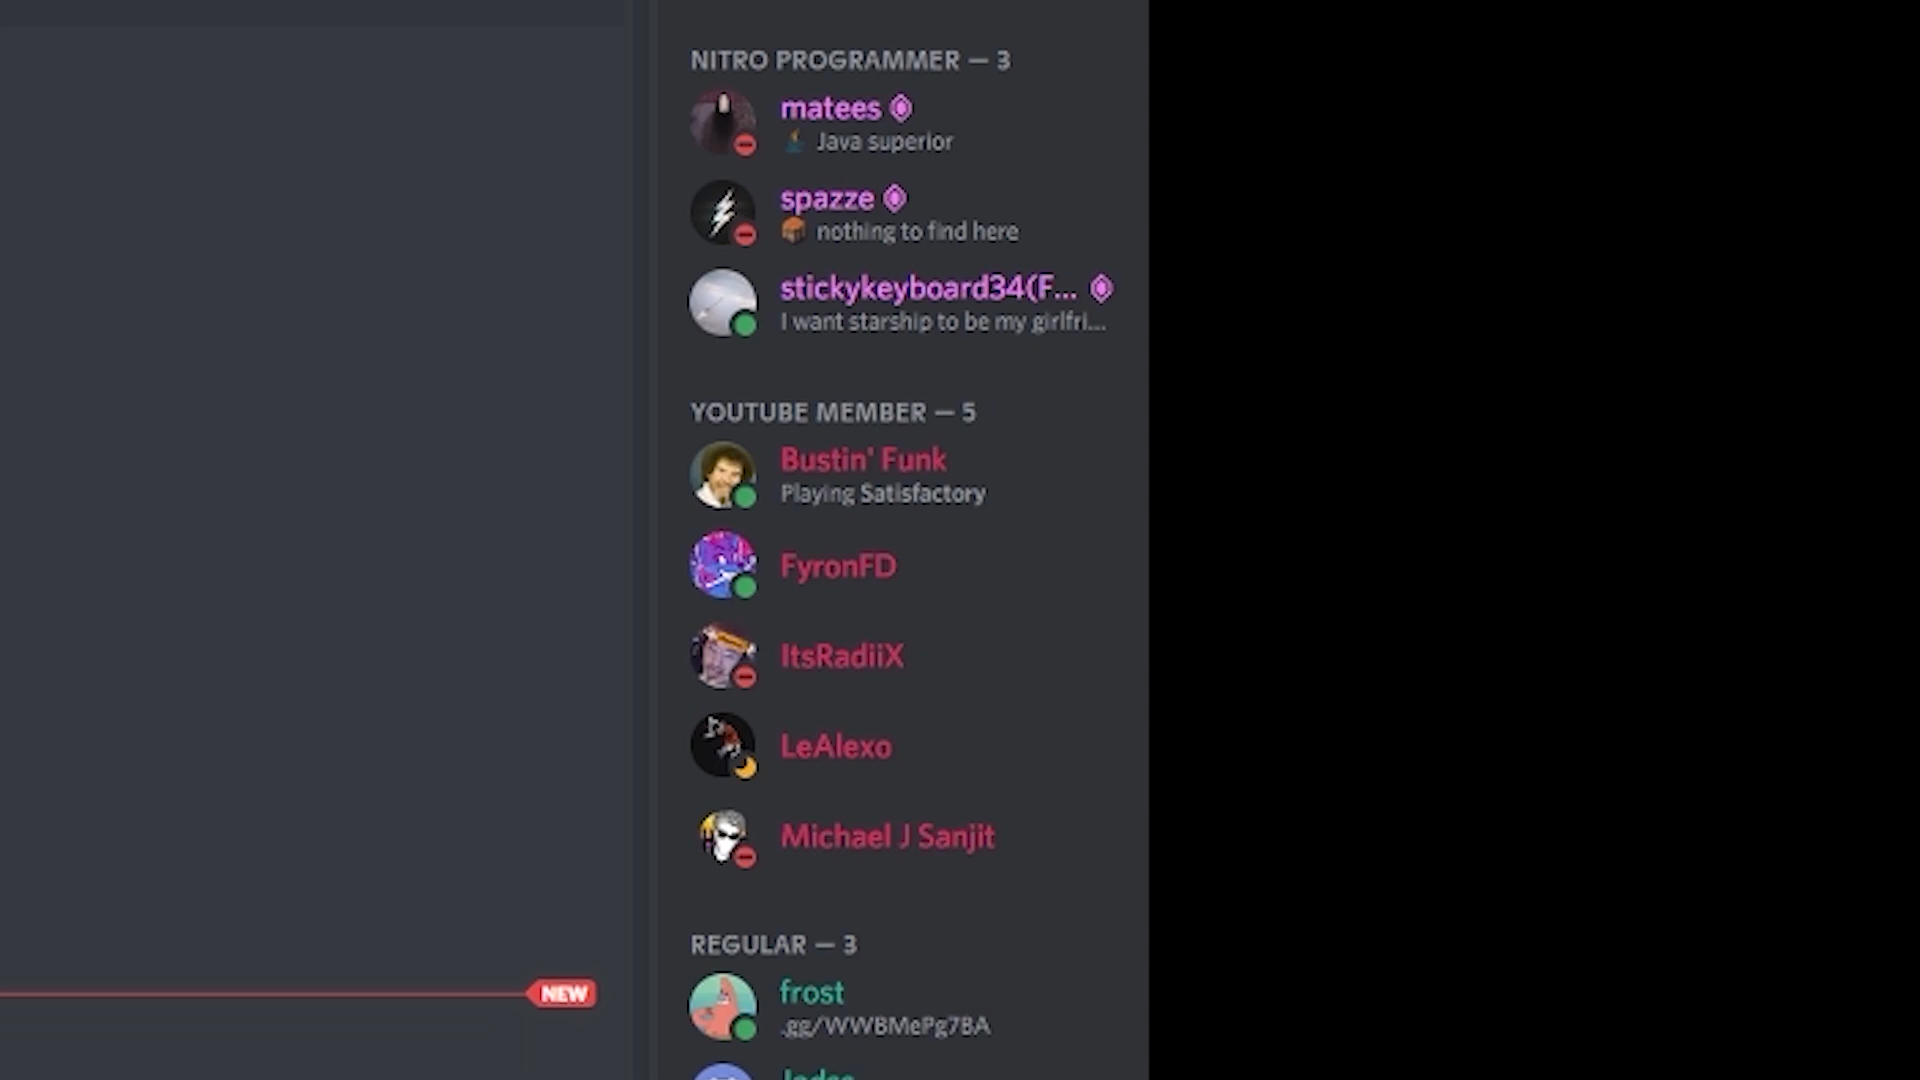 NITRO PROGRAMMER — 3
matees
Java superior
spazze
nothing to find here
stickykeyboard34(F...
I want starship to be my girlfri...
YOUTUBE MEMBER — 5
Bustin' Funk
Playing Satisfactory
FyronFD
ItsRadiiX
LeAlexo
Michael J Sanjit
REGULAR — 3
NEW
frost
.gg/WWBMePg7BA